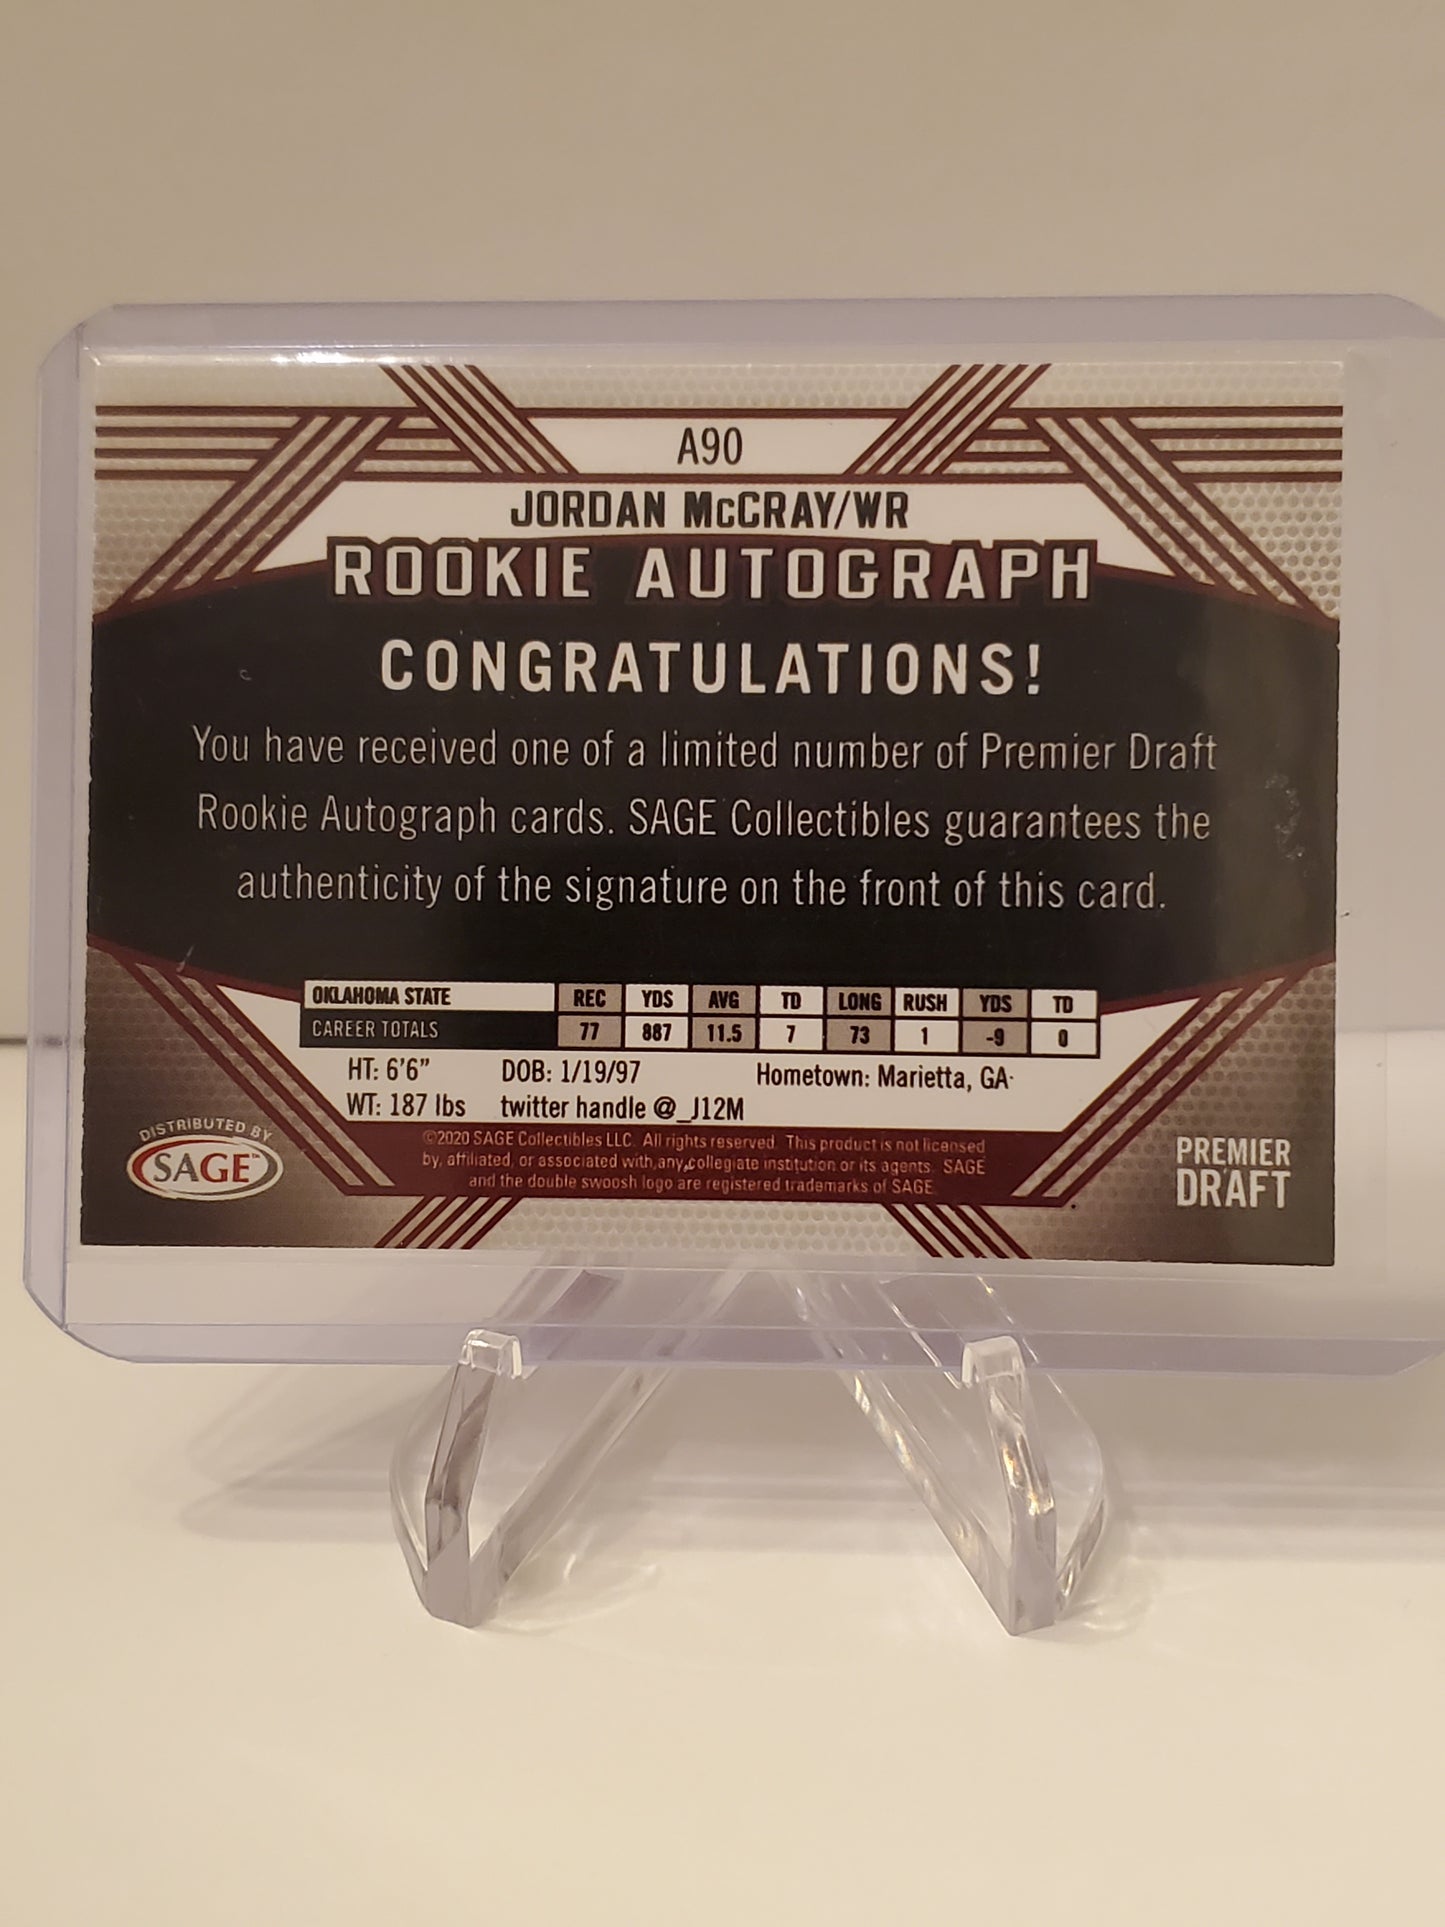 A90
JORDAN McCRAY/WR
ROOKIE AUTOGRAPH
CONGRATULATIONS!
You have received one of a limited number of Premier Draft
Rookie Autograph cards. SAGE Collectibles guarantees the
authenticity of the signature on the front of this card.
OKLAHOMA STATE REC YDS AVG TD LONG RUSH YDS TD
CAREER TOTALS 77 887 11.5 7 73 1 -9 0
HT: 6'6" DOB: 1/19/97 Hometown: Marietta, GA
WT: 187 lbs twitter handle @_J12M
©2020 SAGE Collectibles LLC. All rights reserved. This product is not licensed
by, affiliated, or associated with, any collegiate institution or its agents. SAGE
and the double swoosh logo are registered trademarks of SAGE.
DISTRIBUTED BY
SAGE™
PREMIER
DRAFT